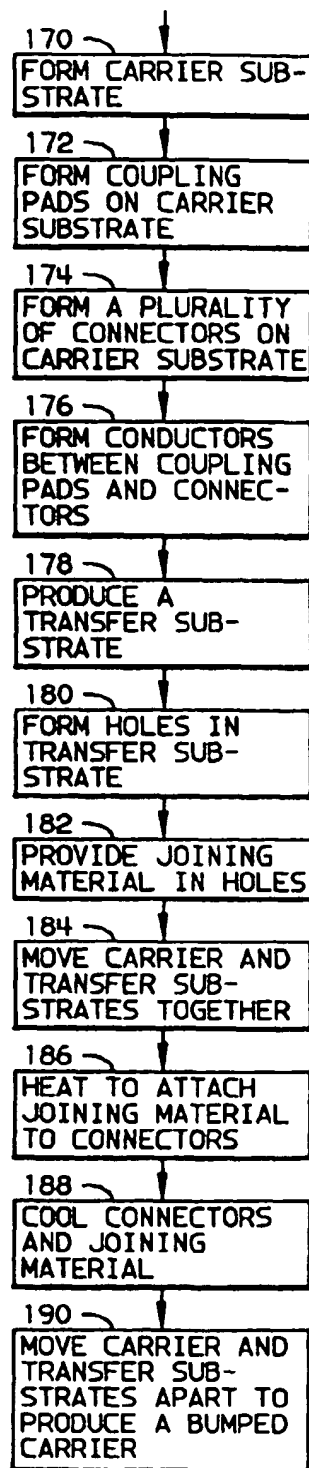 170
FORM CARRIER SUB-
STRATE
172
FORM COUPLING
PADS ON CARRIER
SUBSTRATE
174
FORM A PLURALITY
OF CONNECTORS ON
CARRIER SUBSTRATE
176
FORM CONDUCTORS
BETWEEN COUPLING
PADS AND CONNEC-
TORS
178
PRODUCE A
TRANSFER SUB-
STRATE
180
FORM HOLES IN
TRANSFER SUB-
STRATE
182
PROVIDE JOINING
MATERIAL IN HOLES
184
MOVE CARRIER AND
TRANSFER SUB-
STRATES TOGETHER
186
HEAT TO ATTACH
JOINING MATERIAL
TO CONNECTORS
188
COOL CONNECTORS
AND JOINING
MATERIAL
190
MOVE CARRIER AND
TRANSFER SUB-
STRATES APART TO
PRODUCE A BUMPED
CARRIER